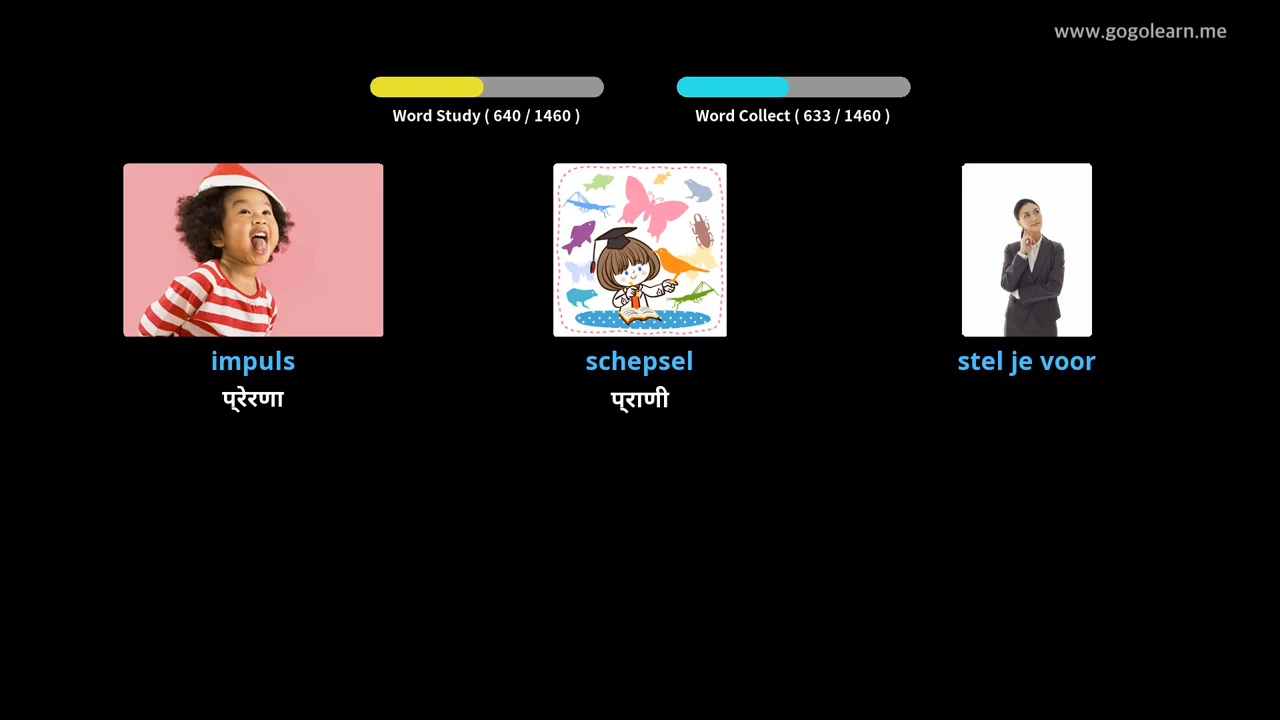 www.gogolearn.me
Word Study ( 640 / 1460 )
Word Collect ( 633 / 1460 )
impuls
schepsel
stel je voor
प्रेरणा
प्राणी